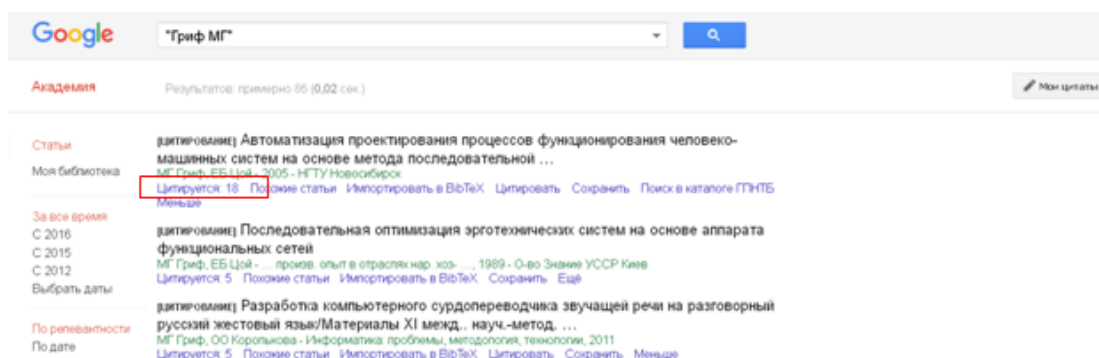 Google "Гриф МГ"
Академия Результатов: примерно 86 (0,02 сек.) Мои цитаты
Статьи
Моя библиотека
За все время
С 2016
С 2015
С 2012
Выбрать даты
По релевантности
По дате
[ЦИТИРОВАНИЕ] Автоматизация проектирования процессов функционирования человеко-
машинных систем на основе метода последовательной ...
МГ Гриф, ЕБ Цой - 2005 - НГТУ Новосибирск
Цитируется: 18 Похожие статьи Импортировать в BibTeX Цитировать Сохранить Поиск в каталоге ГПНТБ
Меньше
[ЦИТИРОВАНИЕ] Последовательная оптимизация эрготехнических систем на основе аппарата
функциональных сетей
МГ Гриф, ЕБ Цой - ... произв. опыт в отраслях нар. хоз- ..., 1989 - О-во Знание УССР Киев
Цитируется: 5 Похожие статьи Импортировать в BibTeX Сохранить Ещё
[ЦИТИРОВАНИЕ] Разработка компьютерного сурдопереводчика звучащей речи на разговорный
русский жестовый язык/Материалы XI межд.. науч.-метод. ...
МГ Гриф, ОО Королькова - Информатика: проблемы, методология, технологии, 2011
Цитируется: 5 Похожие статьи Импортировать в BibTeX Цитировать Сохранить Меньше